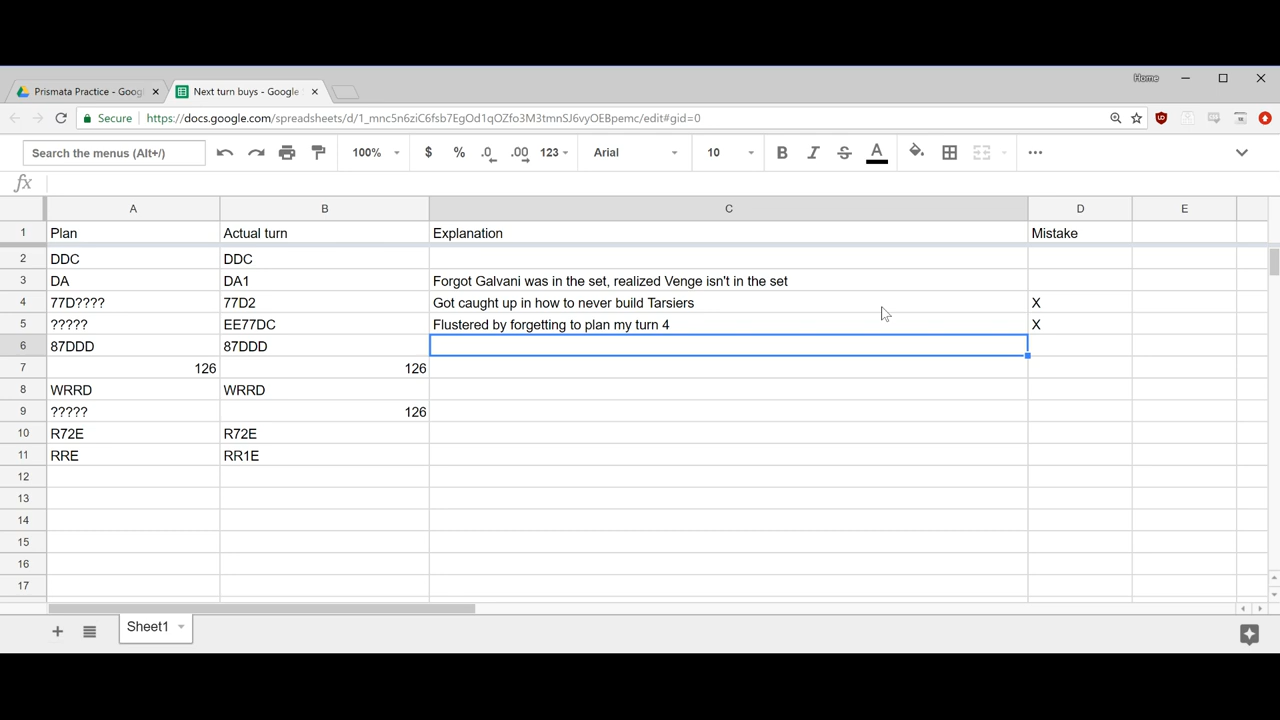 Home
Prismata Practice - Goog
Next turn buys - Google
Secure
https://docs.google.com/spreadsheets/d/1_mnc5n6ziC6fsb7EgOd1qOZfo3M3tmnSJ6vyOEBpemc/edit#gid=0
Search the menus (Alt+/)
100% $ % .0 .00 123 Arial 10 B I S A
fx
A B C D E
1 Plan Actual turn Explanation Mistake
2 DDC DDC
3 DA DA1 Forgot Galvani was in the set, realized Venge isn't in the set
4 77D???? 77D2 Got caught up in how to never build Tarsiers X
5 ????? EE77DC Flustered by forgetting to plan my turn 4 X
6 87DDD 87DDD
7 126 126
8 WRRD WRRD
9 ????? 126
10 R72E R72E
11 RRE RR1E
12
13
14
15
16
17
Sheet1